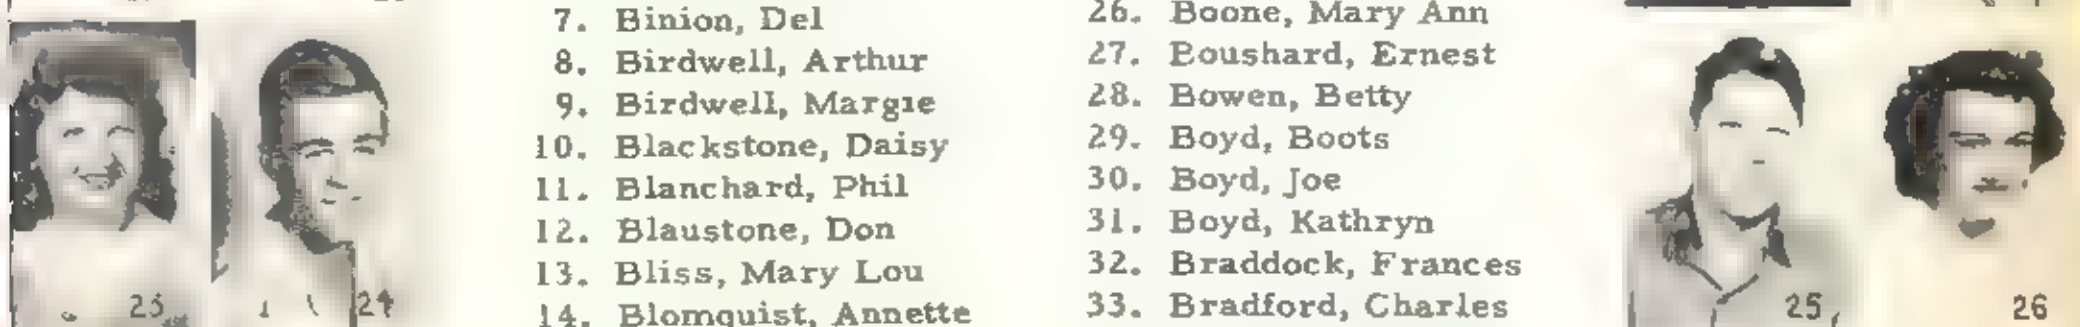 7. Binion, Del
8. Birdwell, Arthur
9. Birdwell, Margie
10. Blackstone, Daisy
11. Blanchard, Phil
12. Blaustone, Don
13. Bliss, Mary Lou
14. Blomquist, Annette
26. Boone, Mary Ann
27. Boushard, Ernest
28. Bowen, Betty
29. Boyd, Boots
30. Boyd, Joe
31. Boyd, Kathryn
32. Braddock, Frances
33. Bradford, Charles
23
24
25
26